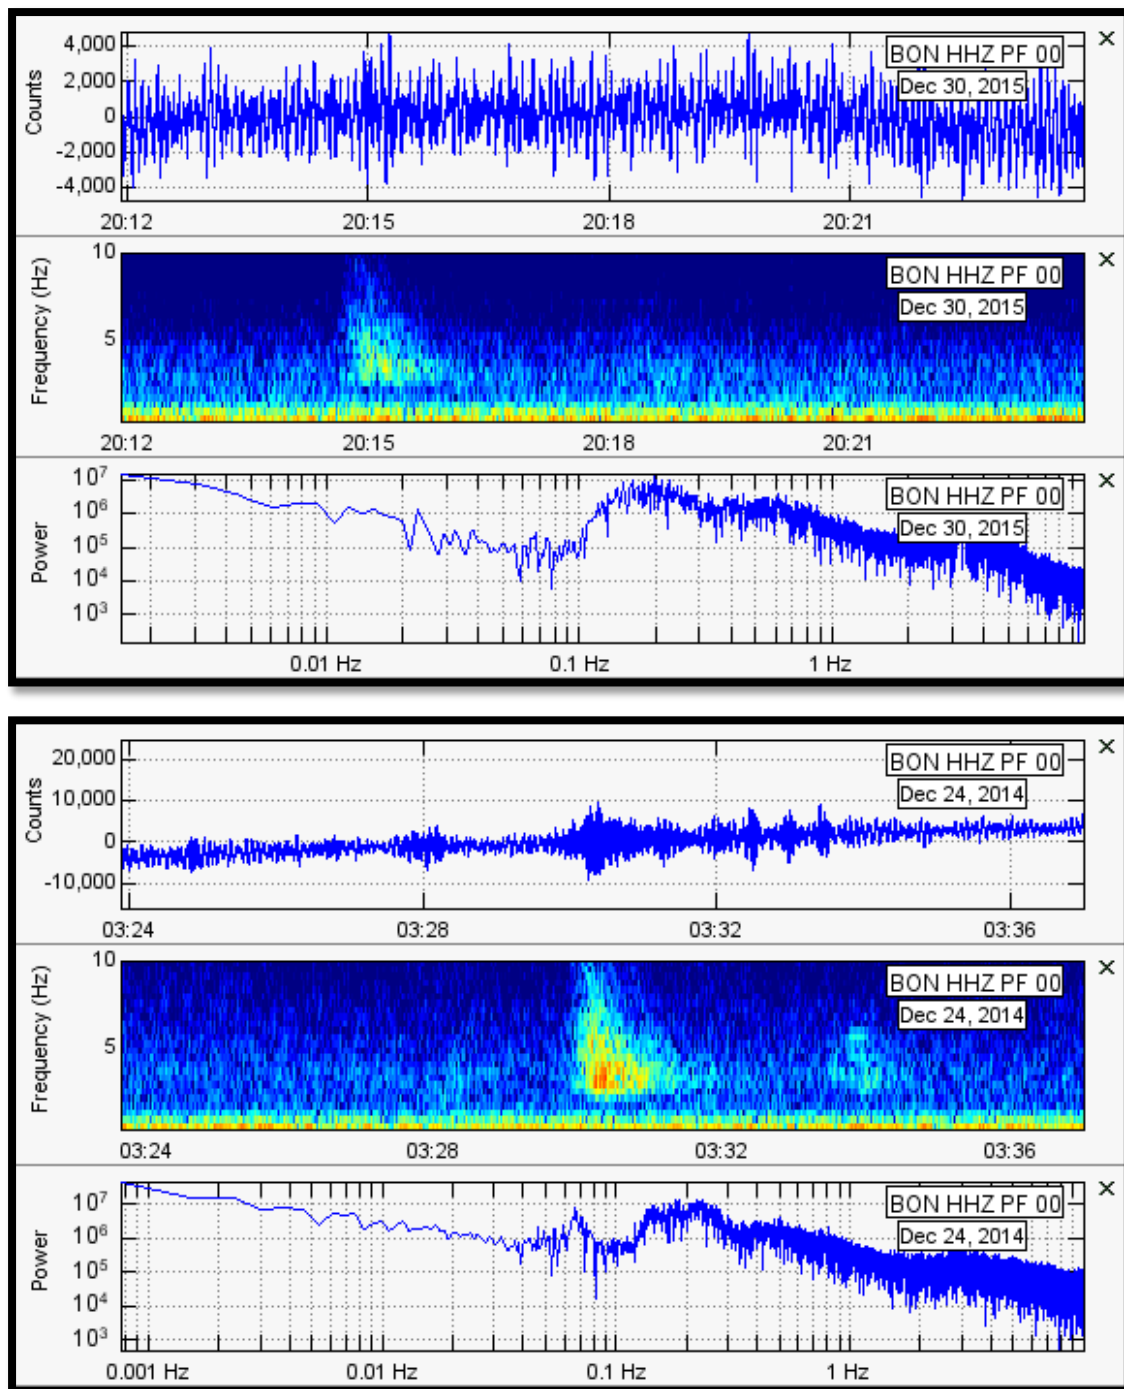 4,000
2,000
0
-2,000
-4,000
Counts
BON HHZ PF 00
Dec 30, 2015
20:12 20:15 20:18 20:21
10
5
Frequency (Hz)
BON HHZ PF 00
Dec 30, 2015
20:12 20:15 20:18 20:21
10⁷
10⁶
10⁵
10⁴
10³
Power
BON HHZ PF 00
Dec 30, 2015
0.01 Hz 0.1 Hz 1 Hz
20,000
10,000
0
-10,000
Counts
BON HHZ PF 00
Dec 24, 2014
03:24 03:28 03:32 03:36
10
5
Frequency (Hz)
BON HHZ PF 00
Dec 24, 2014
03:24 03:28 03:32 03:36
10⁷
10⁶
10⁵
10⁴
10³
Power
BON HHZ PF 00
Dec 24, 2014
0.001 Hz 0.01 Hz 0.1 Hz 1 Hz